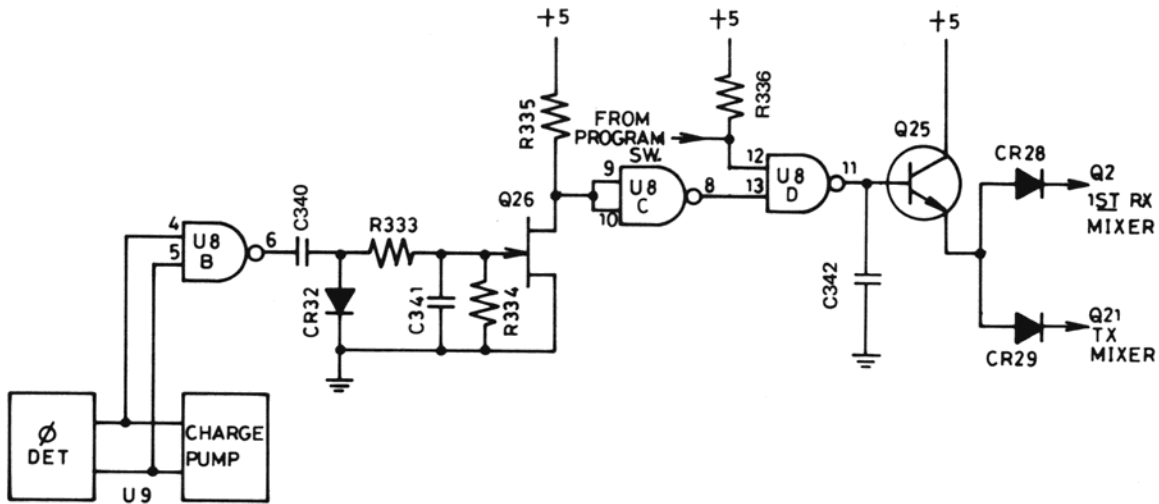 +5
+5
+5
R335
R336
FROM
PROGRAM
SW.
12
13
U8
D
11
Q25
CR28
Q2
1ST RX
MIXER
9
10
U8
C
8
Q26
4
5
U8
B
6
C340
R333
CR32
C341
R334
C342
CR29
Q21
TX
MIXER
Ø
DET
CHARGE
PUMP
U9